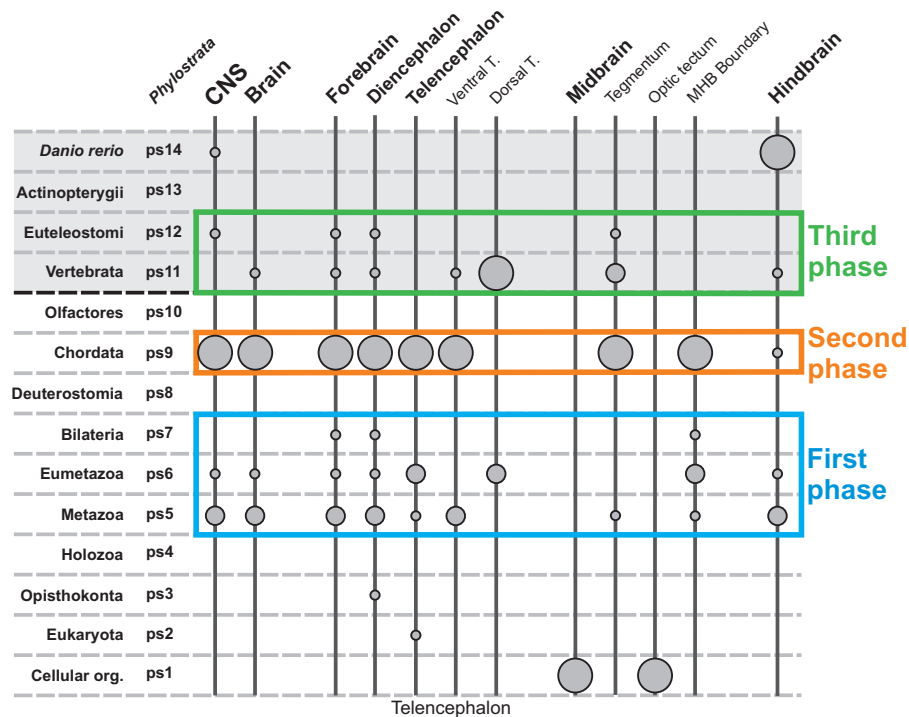 Phylostrata
CNS
Brain
Forebrain
Diencephalon
Telencephalon
Ventral T.
Dorsal T.
Midbrain
Tegmentum
Optic tectum
MHB Boundary
Hindbrain
Danio rerio ps14
Actinopterygii ps13
Euteleostomi ps12
Third
phase
Vertebrata ps11
Olfactores ps10
Chordata ps9
Second
phase
Deuterostomia ps8
Bilateria ps7
Eumetazoa ps6
First
phase
Metazoa ps5
Holozoa ps4
Opisthokonta ps3
Eukaryota ps2
Cellular org. ps1
Telencephalon